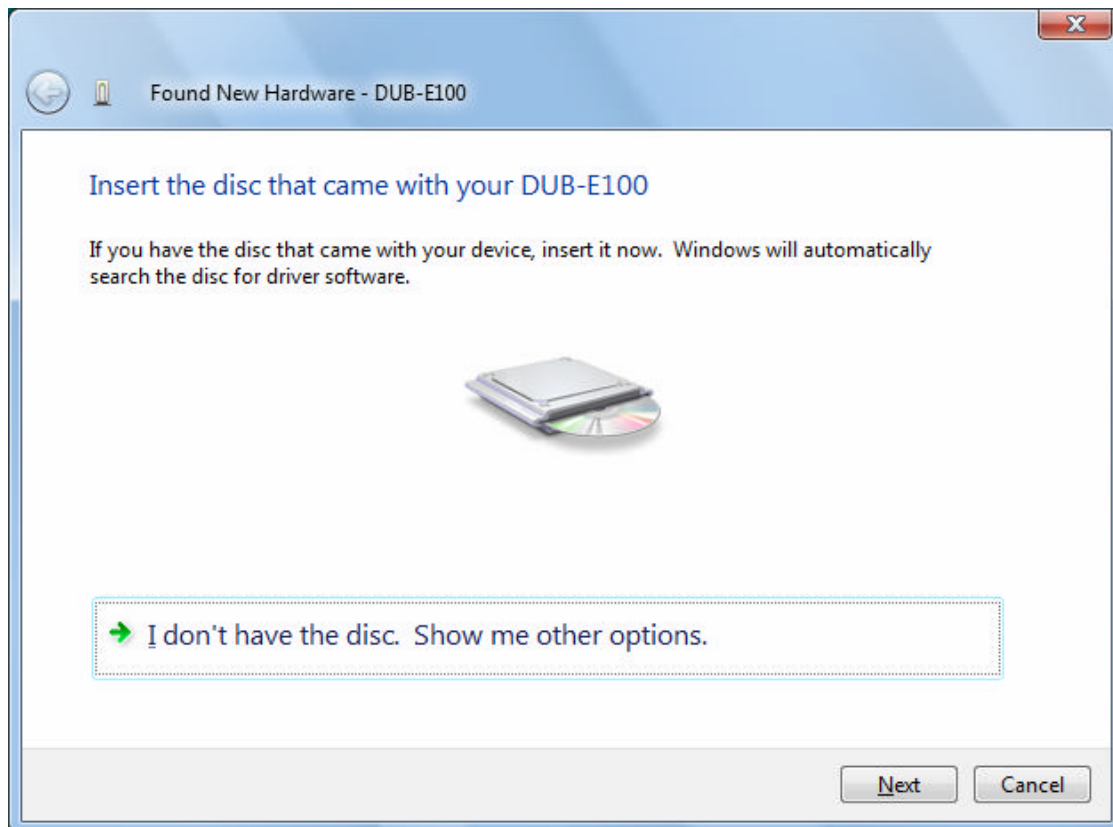 Found New Hardware - DUB-E100
Insert the disc that came with your DUB-E100
If you have the disc that came with your device, insert it now.  Windows will automatically
search the disc for driver software.
I don't have the disc.  Show me other options.
Next
Cancel